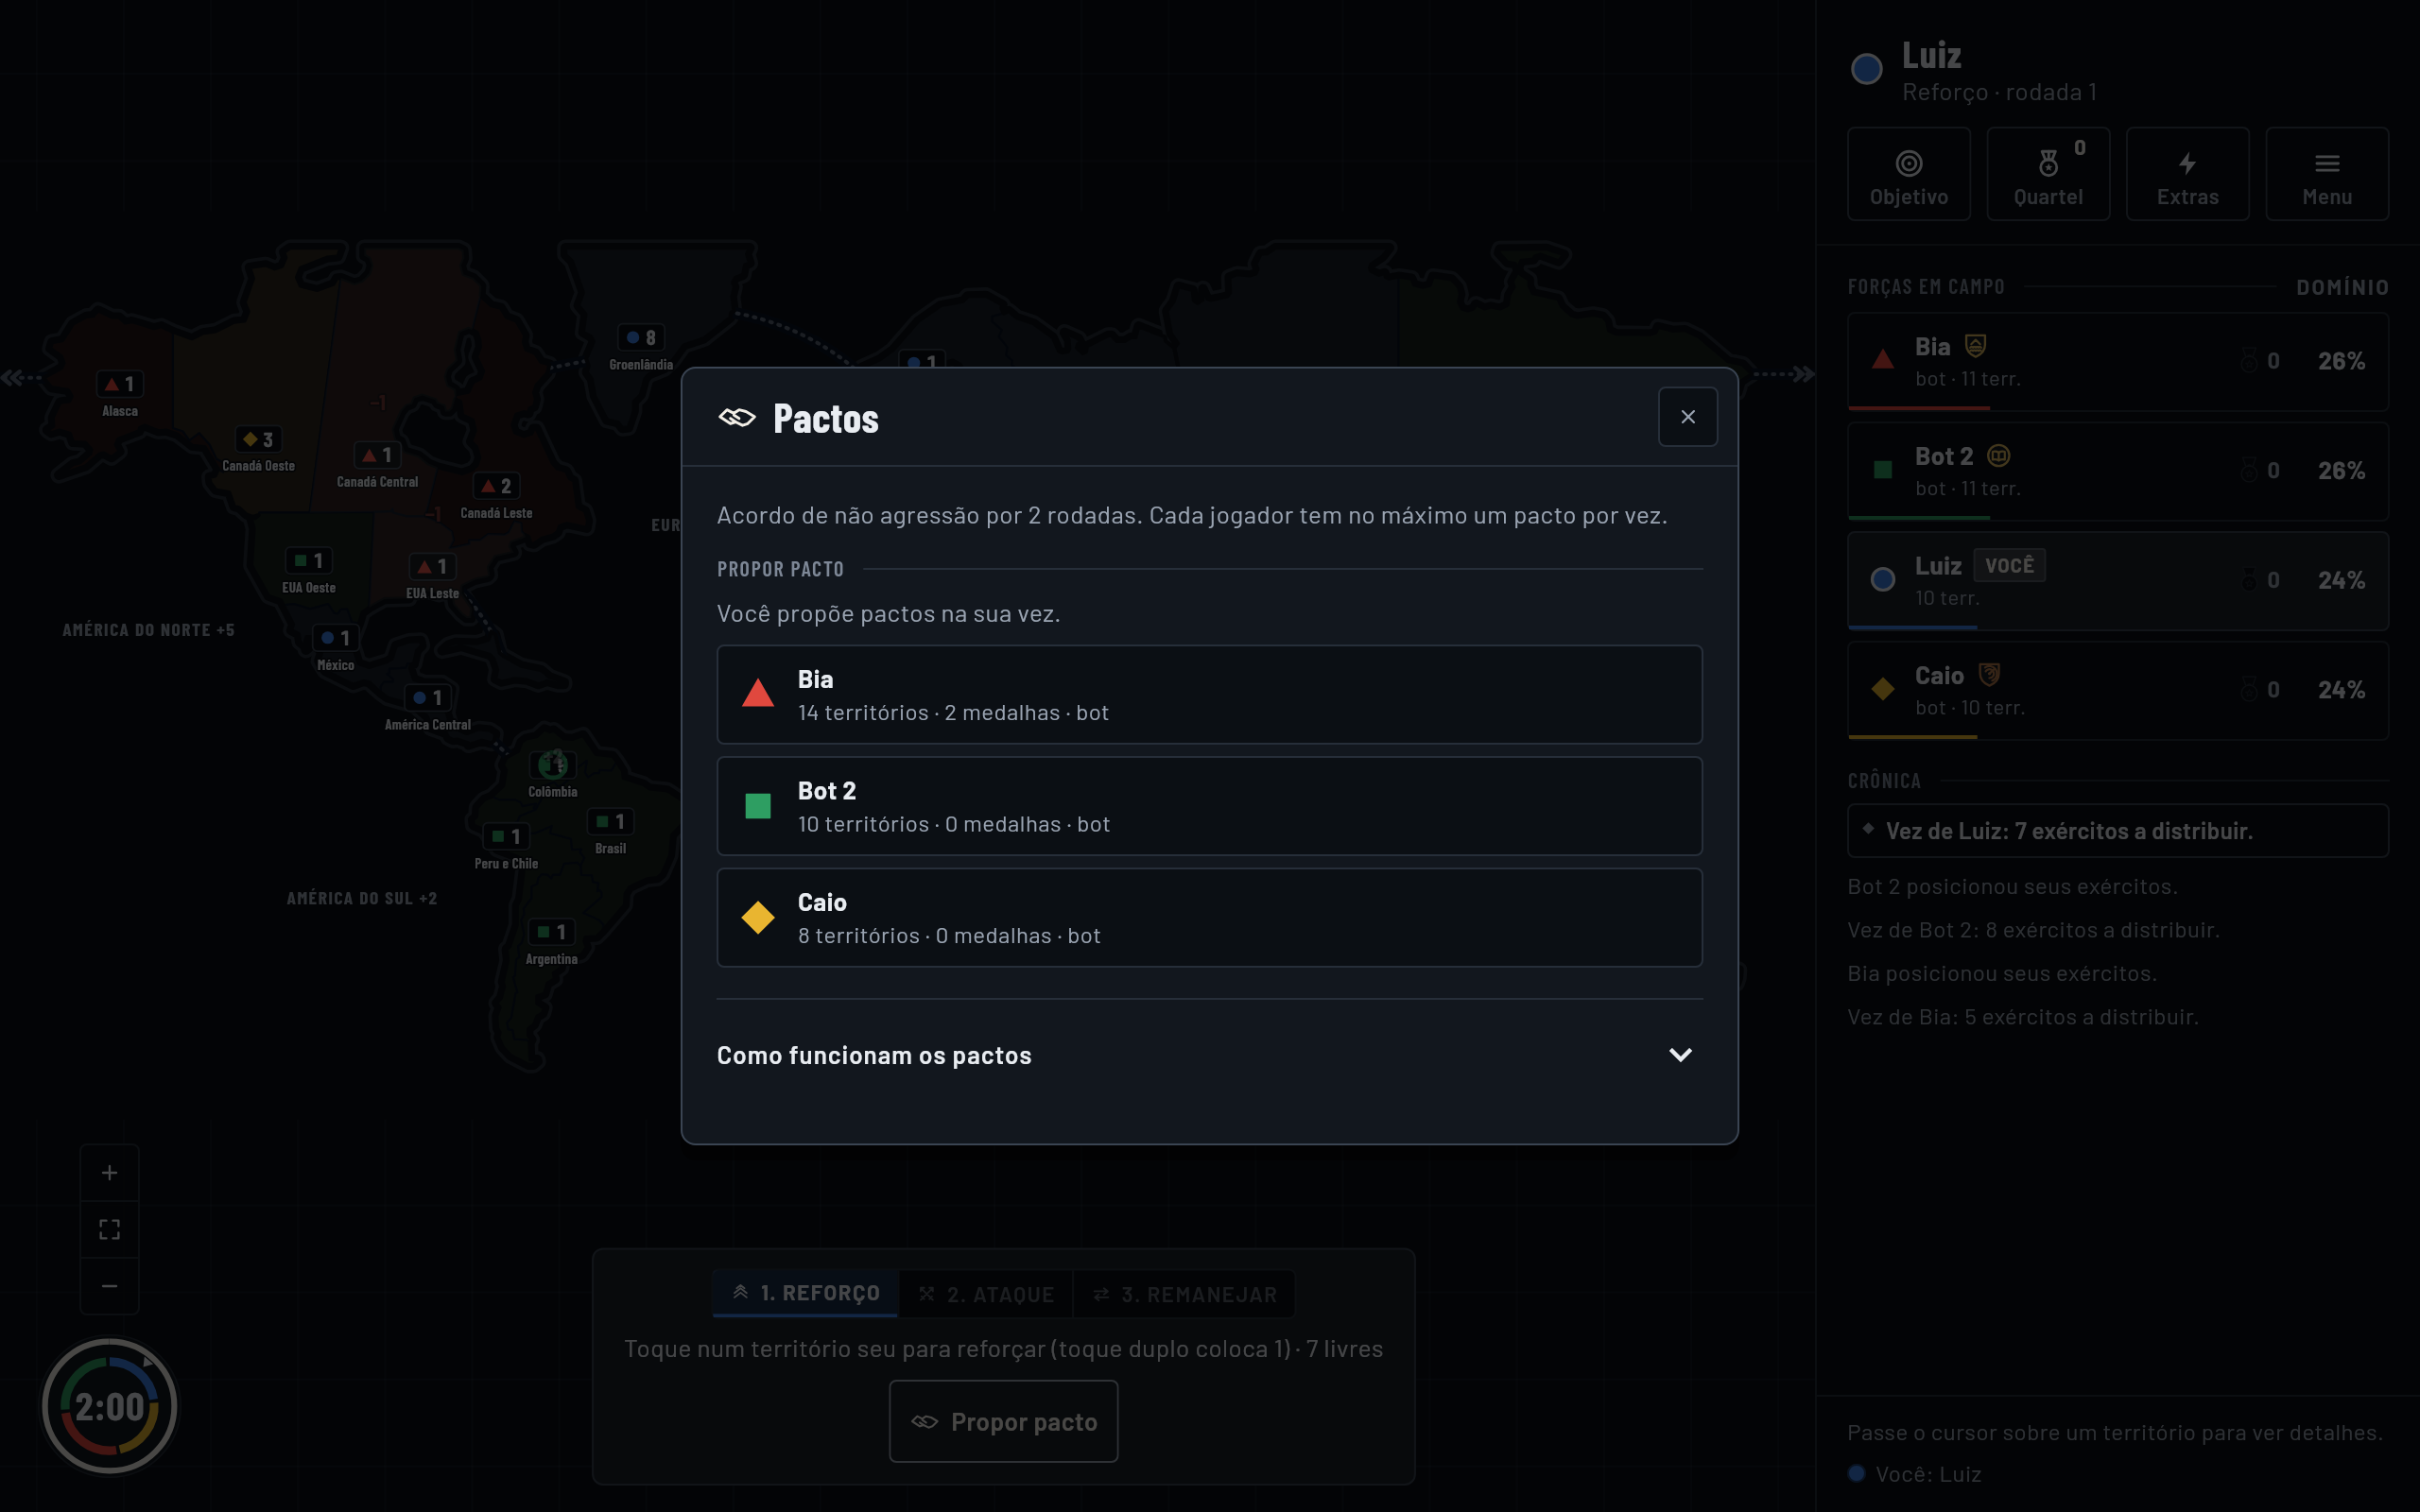 Luiz
Reforço · rodada 1
Objetivo
0
Quartel
Extras
Menu
FORÇAS EM CAMPO
DOMÍNIO
Bia
bot · 11 terr.
0
26%
Bot 2
bot · 11 terr.
0
26%
Luiz
VOCÊ
10 terr.
0
24%
Caio
bot · 10 terr.
0
24%
CRÔNICA
Vez de Luiz: 7 exércitos a distribuir.
Bot 2 posicionou seus exércitos.
Vez de Bot 2: 8 exércitos a distribuir.
Bia posicionou seus exércitos.
Vez de Bia: 5 exércitos a distribuir.
Passe o cursor sobre um território para ver detalhes.
Você: Luiz
8
Groenlândia
1
1
Alasca
3
Canadá Oeste
-1
1
Canadá Central
2
Canadá Leste
-1
1
EUA Oeste
1
EUA Leste
AMÉRICA DO NORTE +5
1
México
1
América Central
Colômbia
1
Brasil
1
Peru e Chile
AMÉRICA DO SUL +2
1
Argentina
EUR
Pactos
Acordo de não agressão por 2 rodadas. Cada jogador tem no máximo um pacto por vez.
PROPOR PACTO
Você propõe pactos na sua vez.
Bia
14 territórios · 2 medalhas · bot
Bot 2
10 territórios · 0 medalhas · bot
Caio
8 territórios · 0 medalhas · bot
Como funcionam os pactos
+
−
2:00
1. REFORÇO
2. ATAQUE
3. REMANEJAR
Toque num território seu para reforçar (toque duplo coloca 1) · 7 livres
Propor pacto